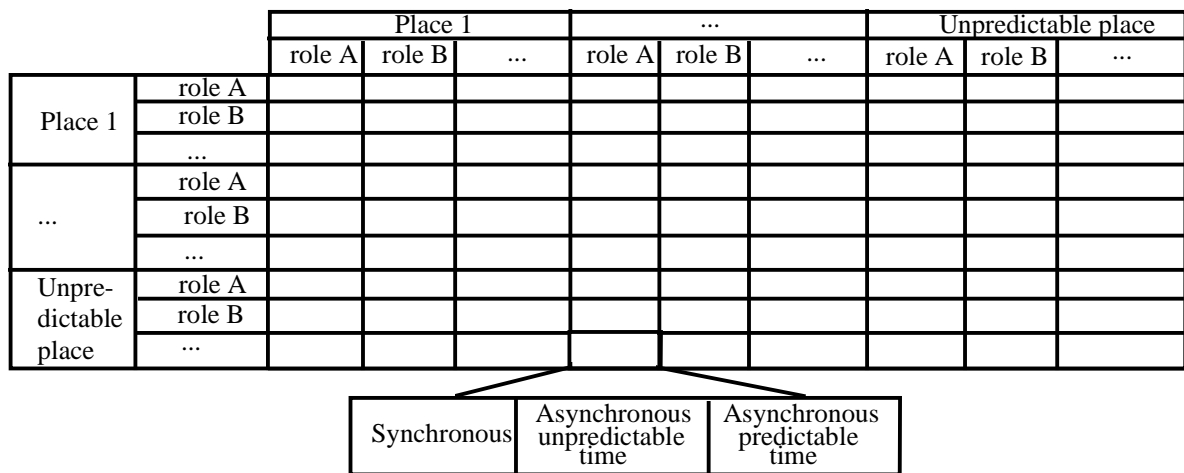 Place 1 ... Unpredictable place
role A role B ... role A role B ... role A role B ...
Place 1
role A
role B
...
...
role A
role B
...
Unpre-
dictable
place
role A
role B
...
Synchronous
Asynchronous
unpredictable
time
Asynchronous
predictable
time